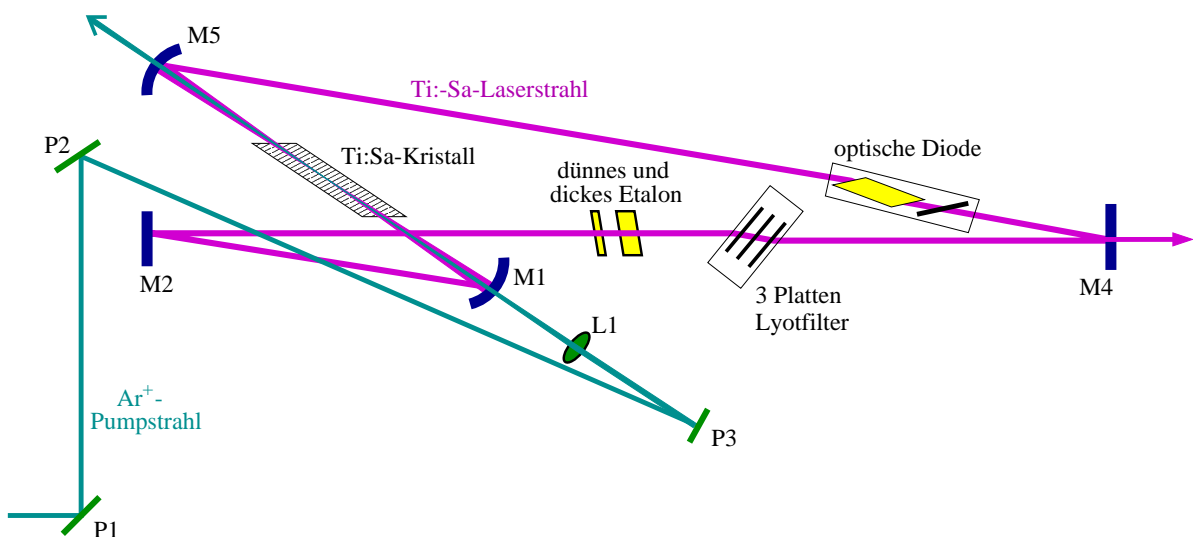 M5
Ti:-Sa-Laserstrahl
P2
Ti:Sa-Kristall
optische Diode
dünnes und
dickes Etalon
M2
M1
M4
3 Platten
Lyotfilter
L1
Ar⁺-
Pumpstrahl
P3
P1